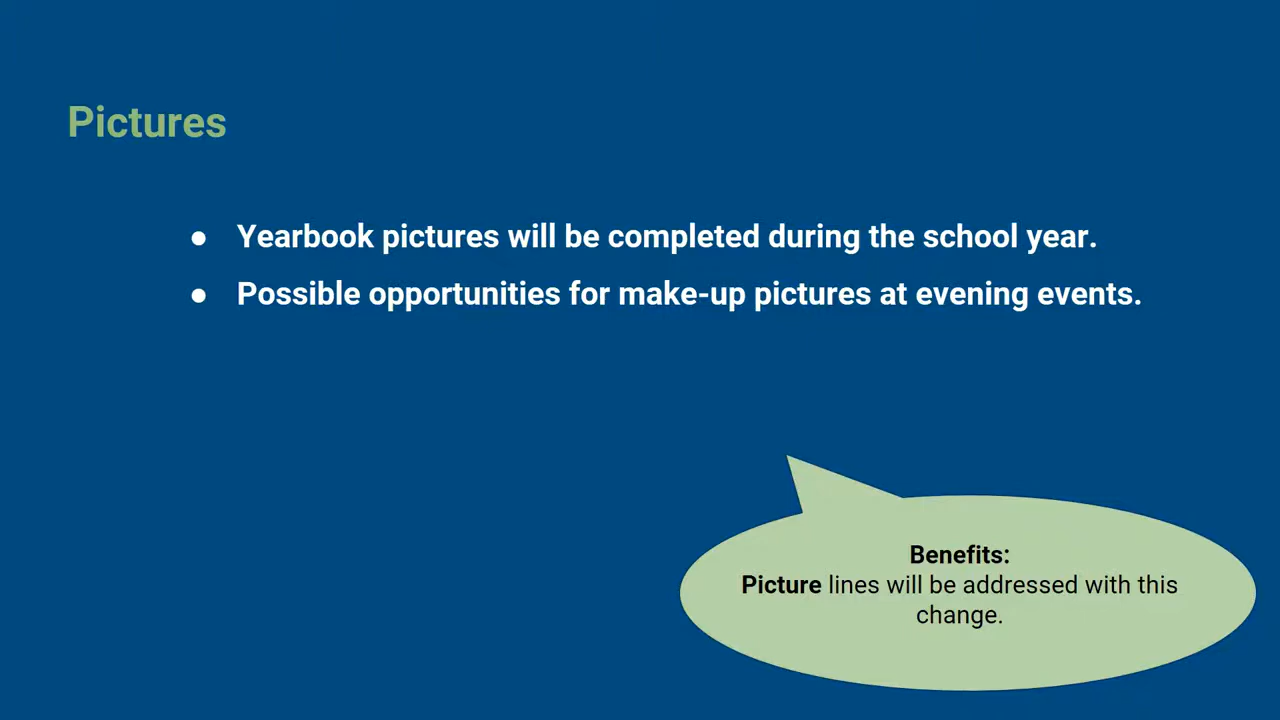 Pictures
● Yearbook pictures will be completed during the school year.
● Possible opportunities for make-up pictures at evening events.
Benefits:
Picture lines will be addressed with this
change.